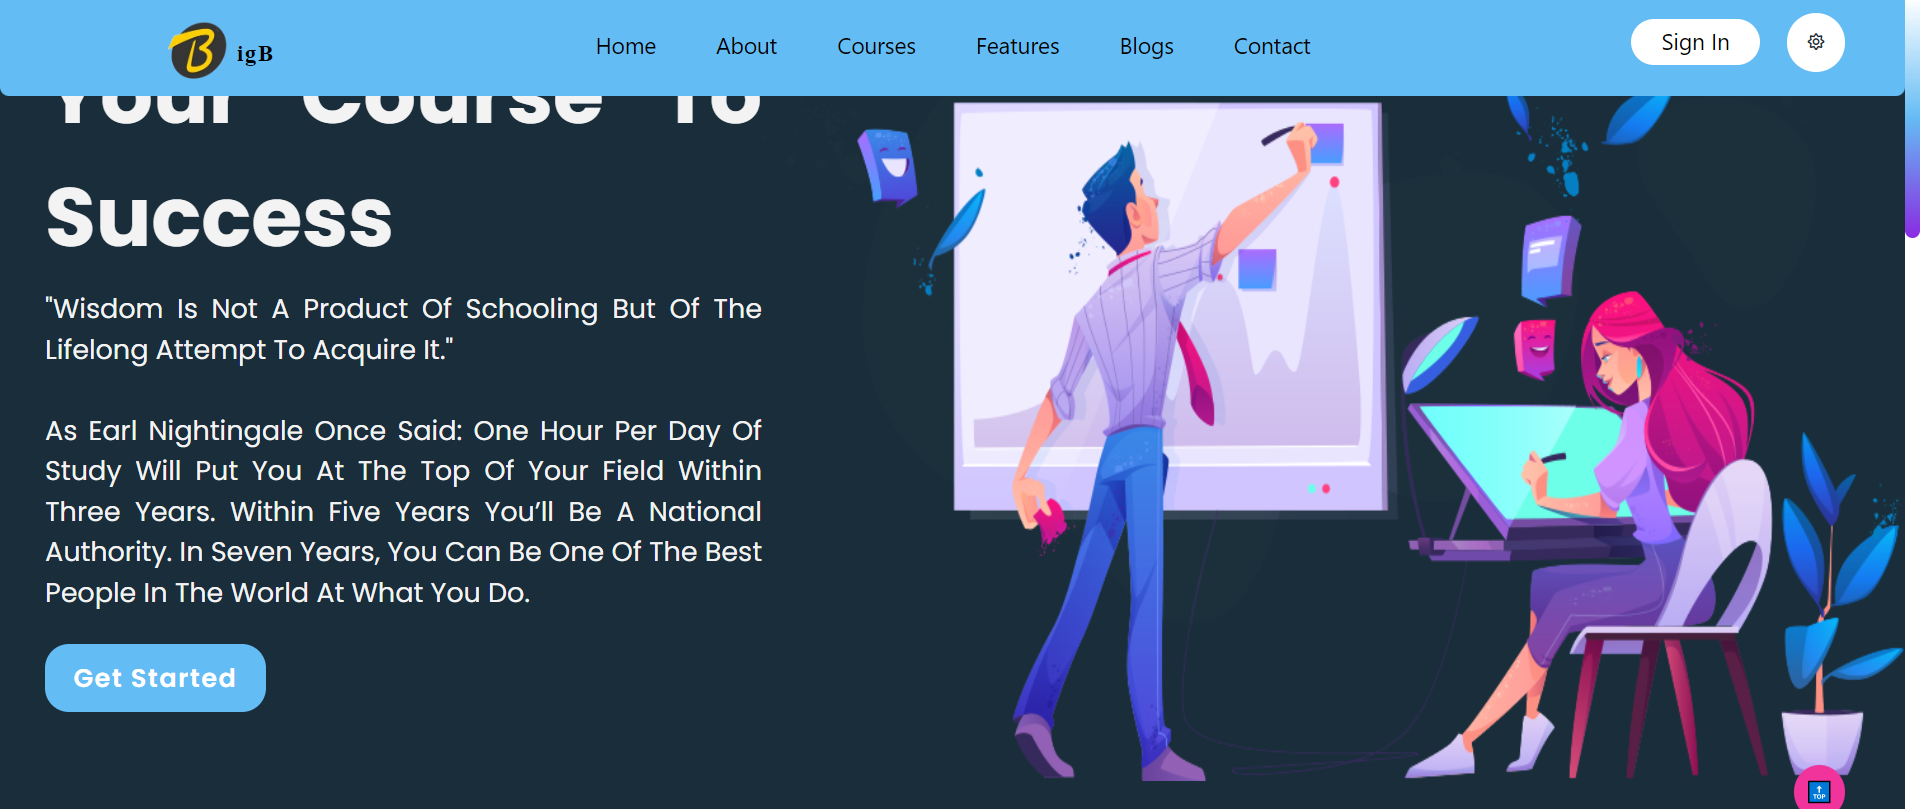 B igB
Home About Courses Features Blogs Contact
Sign In
Your Course To
Success
"Wisdom Is Not A Product Of Schooling But Of The
Lifelong Attempt To Acquire It."
As Earl Nightingale Once Said: One Hour Per Day Of
Study Will Put You At The Top Of Your Field Within
Three Years. Within Five Years You’ll Be A National
Authority. In Seven Years, You Can Be One Of The Best
People In The World At What You Do.
Get Started
TOP